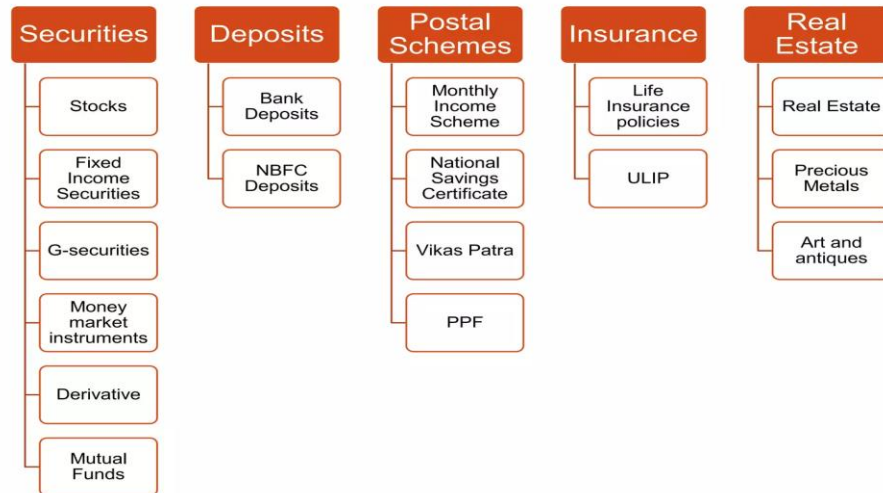 Securities
Stocks
Fixed
Income
Securities
G-securities
Money
market
instruments
Derivative
Mutual
Funds
Deposits
Bank
Deposits
NBFC
Deposits
Postal
Schemes
Monthly
Income
Scheme
National
Savings
Certificate
Vikas Patra
PPF
Insurance
Life
Insurance
policies
ULIP
Real
Estate
Real Estate
Precious
Metals
Art and
antiques